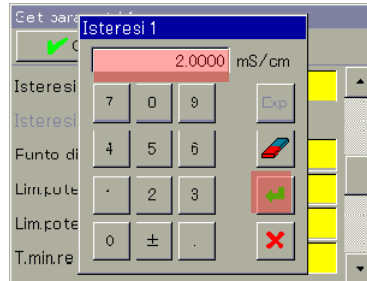 Set para
Isteresi 1
2.0000 mS/cm
Isteresi
7 8 9 Exp
Isteresi
4 5 6
Punto di
Lim.pote
1 2 3
Lim.pote
0 ± .
T.min.re